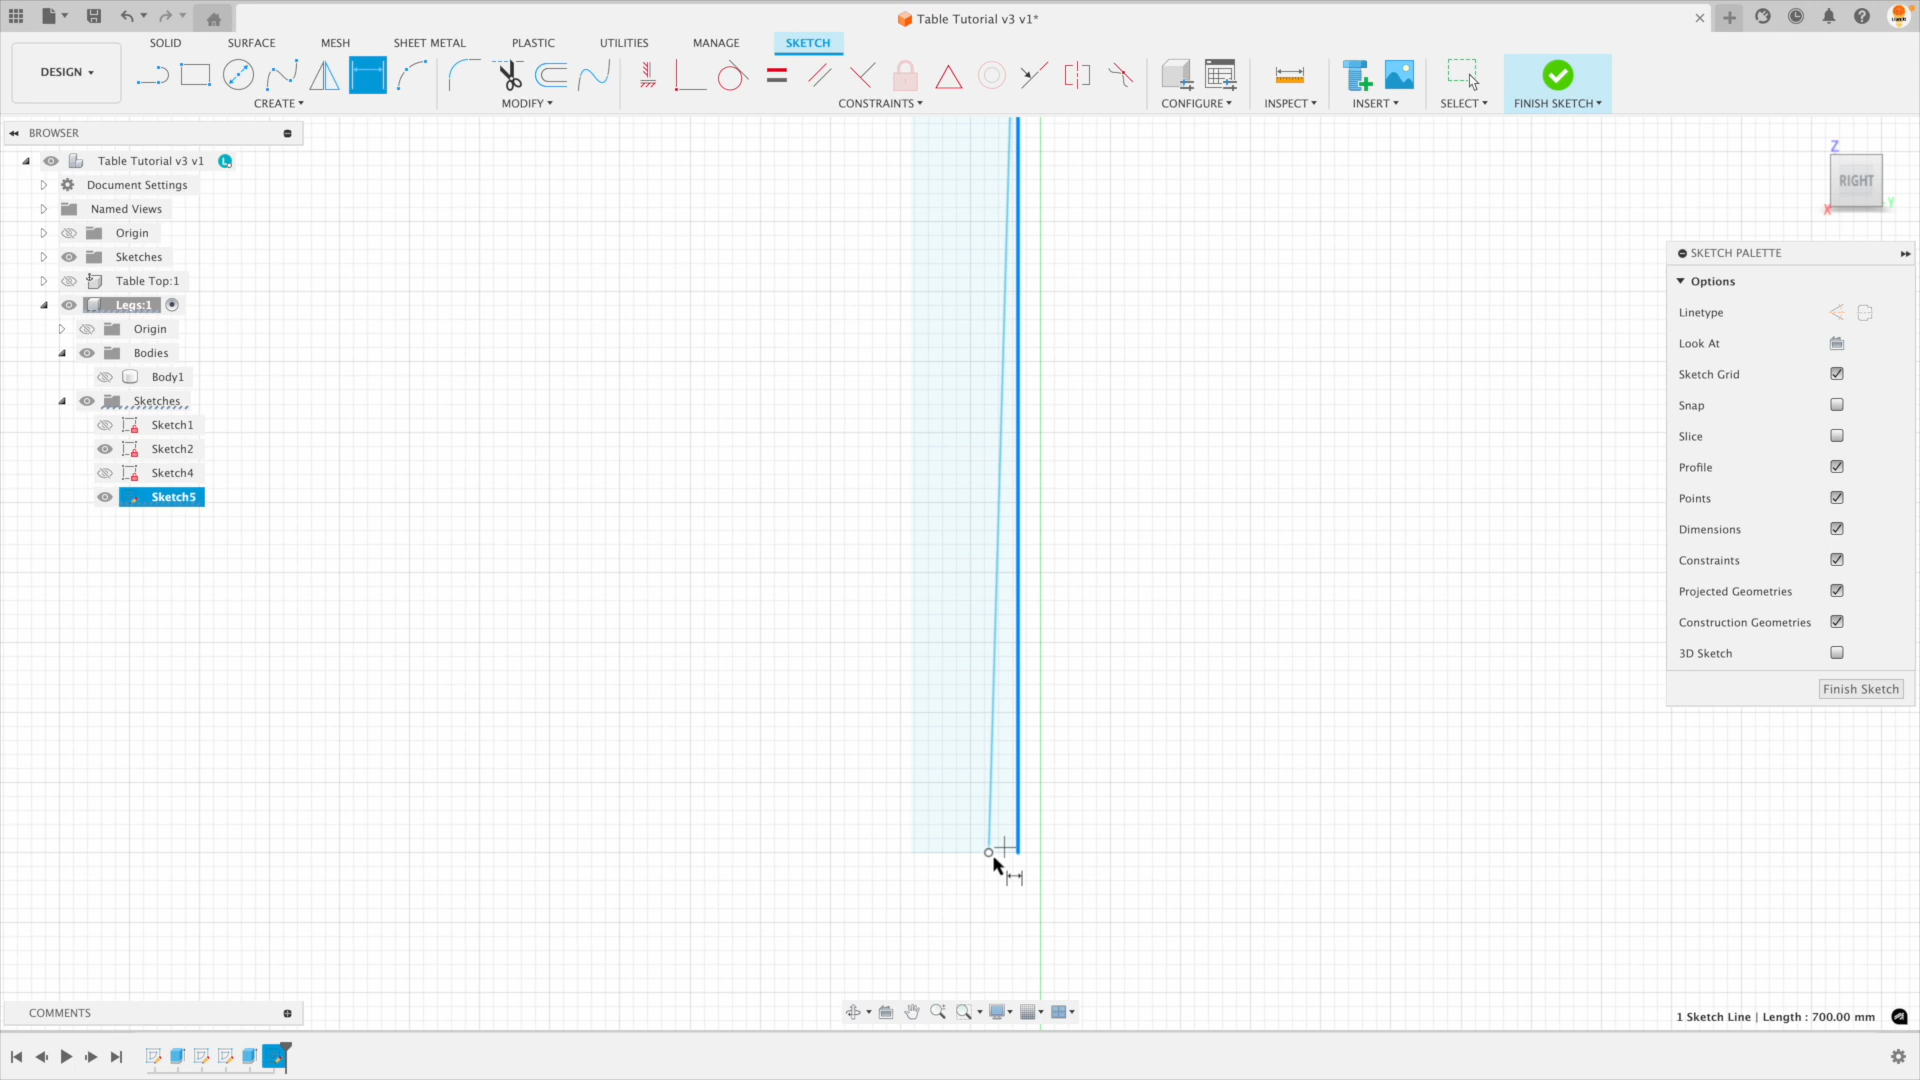 Table Tutorial v3 v1*
SOLID SURFACE MESH SHEET METAL PLASTIC UTILITIES MANAGE SKETCH
DESIGN
CREATE MODIFY CONSTRAINTS CONFIGURE INSPECT INSERT SELECT FINISH SKETCH
BROWSER
Table Tutorial v3 v1
Document Settings
Named Views
Origin
Sketches
Table Top:1
Legs:1
Origin
Bodies
Body1
Sketches
Sketch1
Sketch2
Sketch4
Sketch5
Z
RIGHT
X
Y
SKETCH PALETTE
Options
Linetype
Look At
Sketch Grid
Snap
Slice
Profile
Points
Dimensions
Constraints
Projected Geometries
Construction Geometries
3D Sketch
Finish Sketch
COMMENTS
1 Sketch Line | Length : 700.00 mm